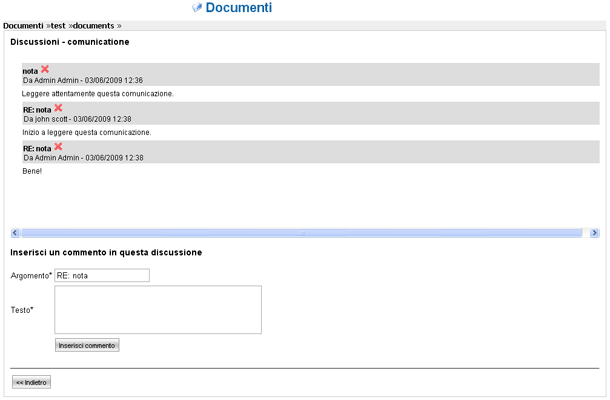 Documenti
Documenti »test »documents »
Discussioni - comunicatione
nota
Da Admin Admin - 03/06/2009 12:36
Leggere attentamente questa comunicazione.
RE: nota
Da john scott - 03/06/2009 12:38
Inizio a leggere questa comunicazione.
RE: nota
Da Admin Admin - 03/06/2009 12:38
Bene!
Inserisci un commento in questa discussione
Argomento* RE: nota
Testo*
Inserisci commento
<< Indietro